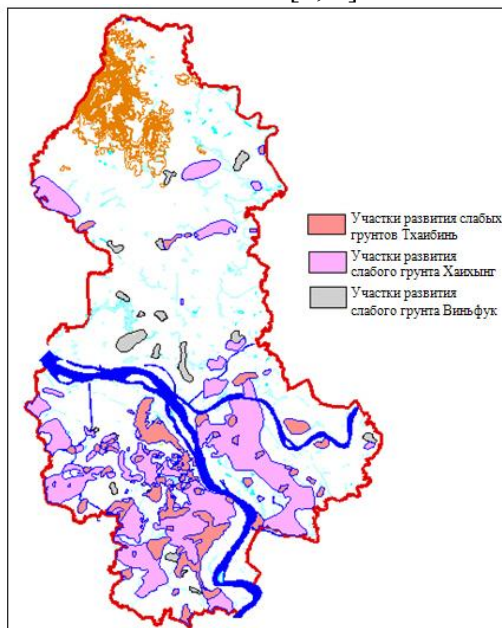 Участки развития слабых
грунтов Тхаибинь
Участки развития
слабого грунта Хаихынг
Участки развития
слабого грунта Виньфук